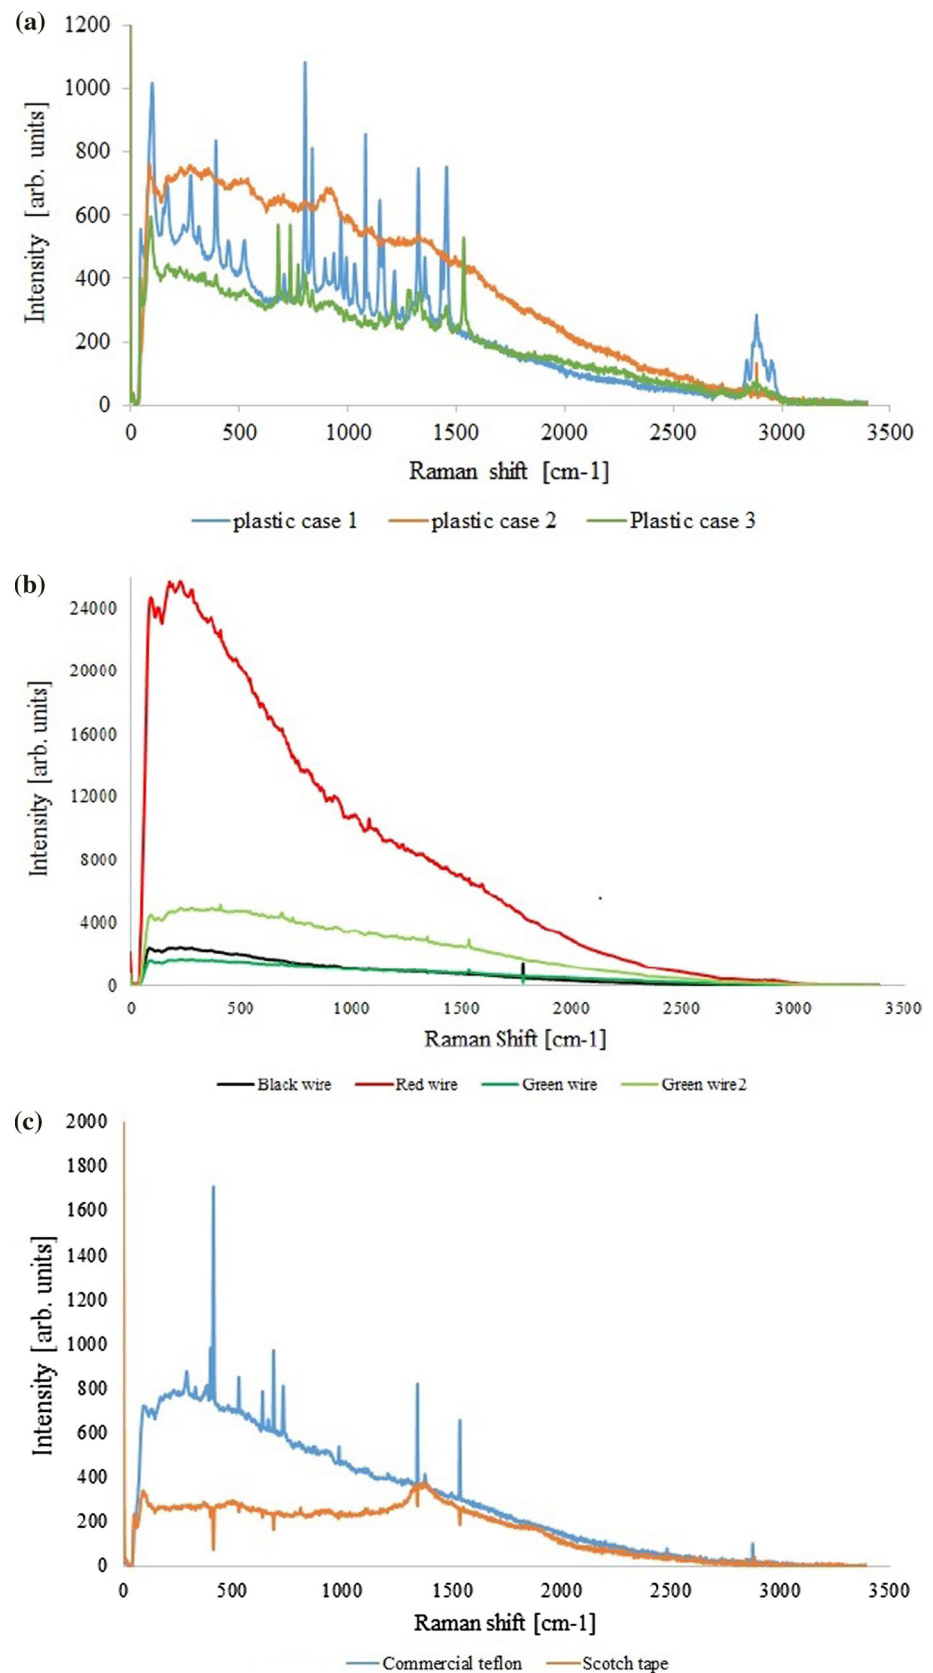 (a)
1200
1000
800
600
400
200
0
Intensity [arb. units]
0 500 1000 1500 2000 2500 3000 3500
Raman shift [cm-1]
plastic case 1 plastic case 2 Plastic case 3
(b)
24000
20000
16000
12000
8000
4000
0
Intensity [arb. units]
0 500 1000 1500 2000 2500 3000 3500
Raman Shift [cm-1]
Black wire Red wire Green wire Green wire2
(c)
2000
1800
1600
1400
1200
1000
800
600
400
200
0
Intensity [arb. units]
0 500 1000 1500 2000 2500 3000 3500
Raman shift [cm-1]
Commercial teflon Scotch tape